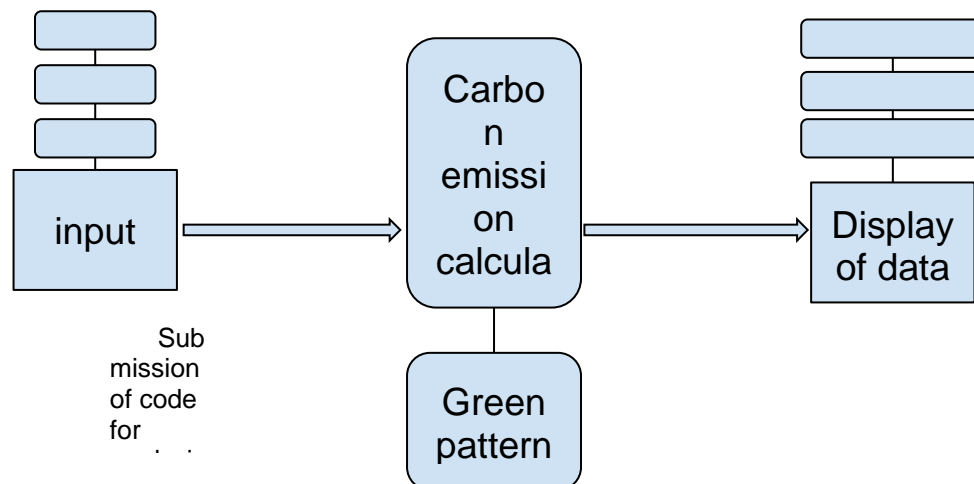 input
Carbo
n
emissi
on
calcula
Display
of data
Sub
mission
of code
for
Green
pattern